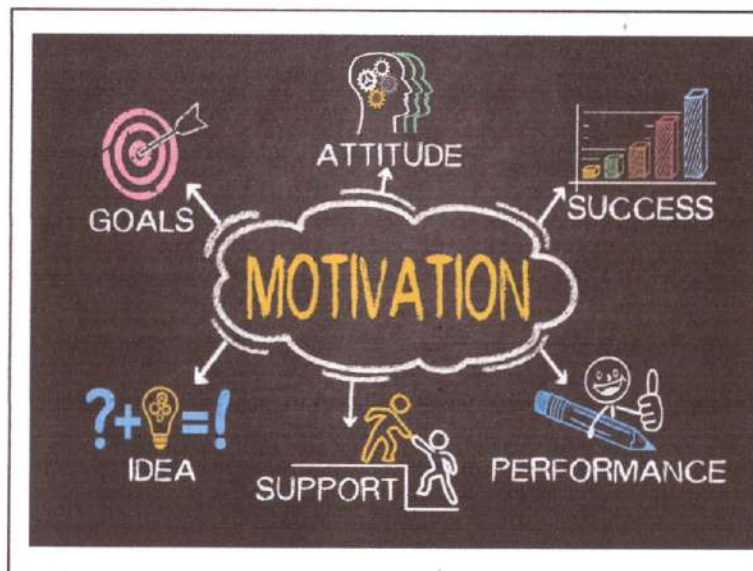 ATTITUDE
GOALS
SUCCESS
MOTIVATION
?+=!
IDEA
SUPPORT
PERFORMANCE